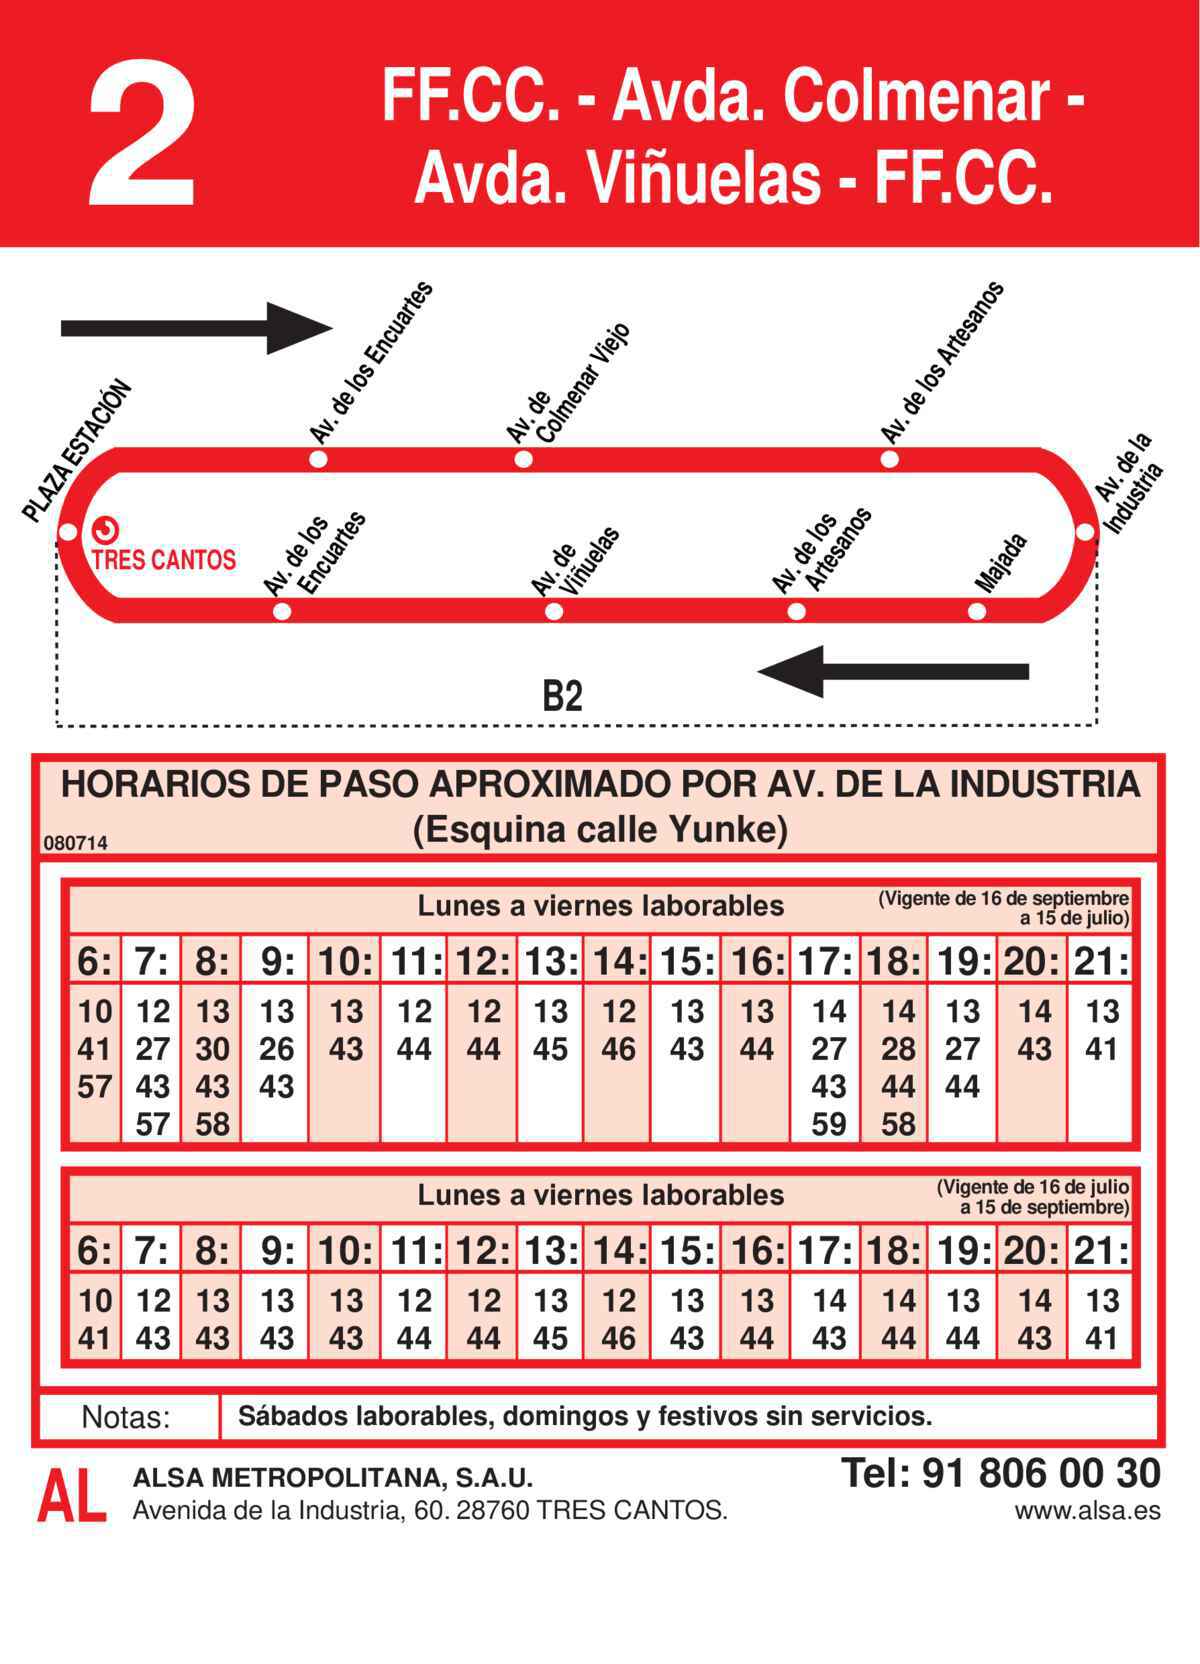 2
FF.CC. - Avda. Colmenar -
Avda. Viñuelas - FF.CC.
PLAZA ESTACIÓN
Av. de los Encuartes
Av. de
Colmenar Viejo
Av. de los Artesanos
Av. de la
Industria
TRES CANTOS
Av. de los
Encuartes
Av. de
Viñuelas
Av. de los
Artesanos
Majada
B2
HORARIOS DE PASO APROXIMADO POR AV. DE LA INDUSTRIA
(Esquina calle Yunke)
080714
Lunes a viernes laborables
(Vigente de 16 de septiembre
a 15 de julio)
6: 7: 8: 9: 10: 11: 12: 13: 14: 15: 16: 17: 18: 19: 20: 21:
10 12 13 13 13 12 12 13 12 13 13 14 14 13 14 13
41 27 30 26 43 44 44 45 46 43 44 27 28 27 43 41
57 43 43 43 43 44 44
57 58 59 58
Lunes a viernes laborables
(Vigente de 16 de julio
a 15 de septiembre)
6: 7: 8: 9: 10: 11: 12: 13: 14: 15: 16: 17: 18: 19: 20: 21:
10 12 13 13 13 12 12 13 12 13 13 14 14 13 14 13
41 43 43 43 43 44 44 45 46 43 44 43 44 44 43 41
Notas: Sábados laborables, domingos y festivos sin servicios.
AL
ALSA METROPOLITANA, S.A.U.
Avenida de la Industria, 60. 28760 TRES CANTOS.
Tel: 91 806 00 30
www.alsa.es